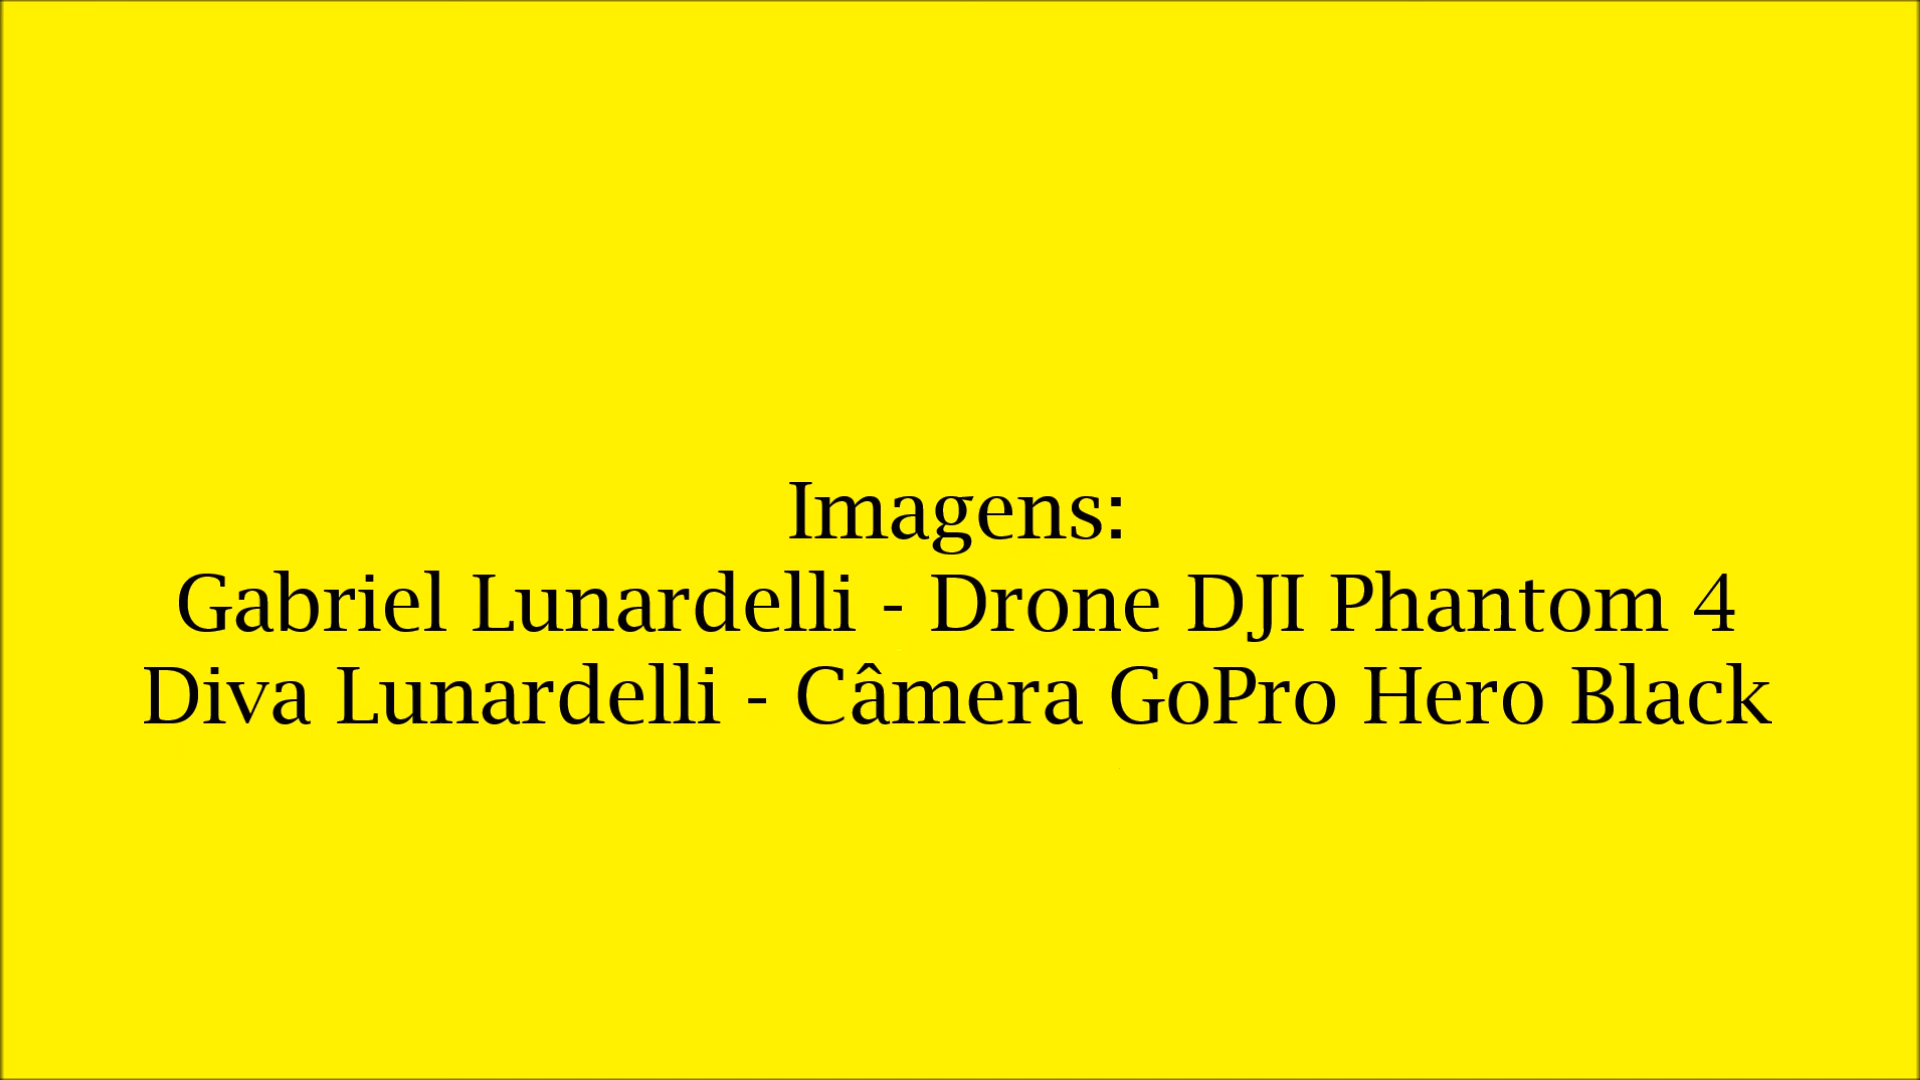 Imagens:
Gabriel Lunardelli - Drone DJI Phantom 4
Diva Lunardelli - Câmera GoPro Hero Black